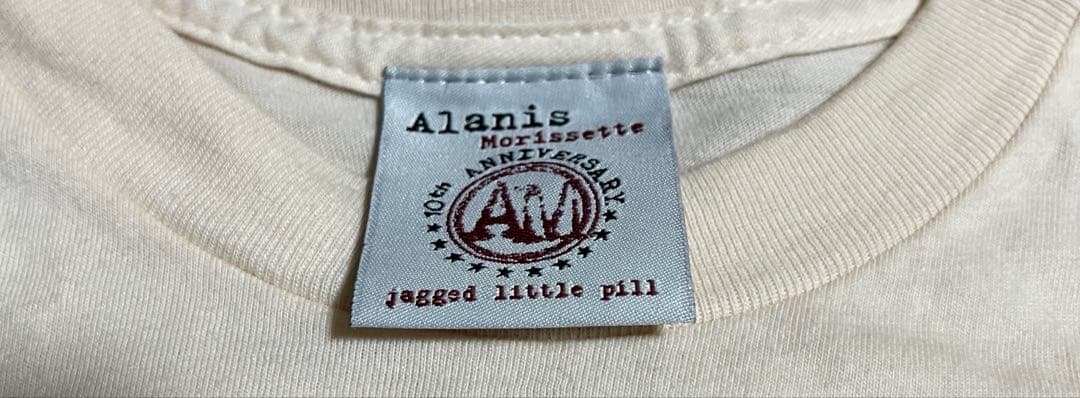 Alanis
Morissette
10th ANNIVERSARY
AM
jagged little pill